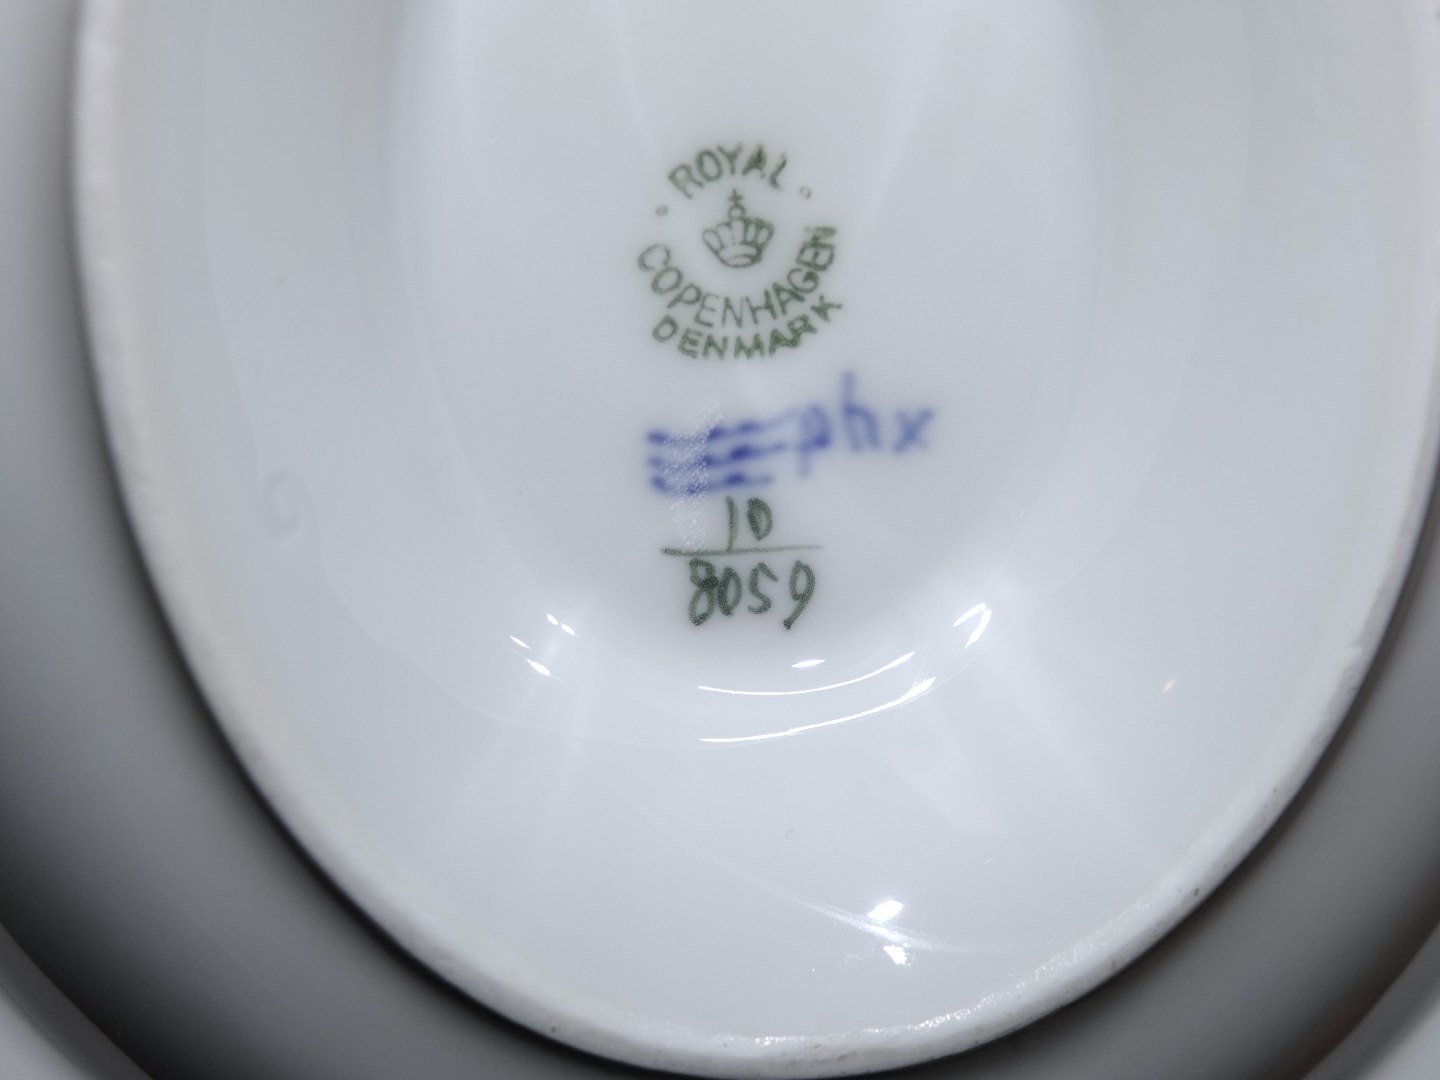 ROYAL
COPENHAGEN
DENMARK
phx
10
8059